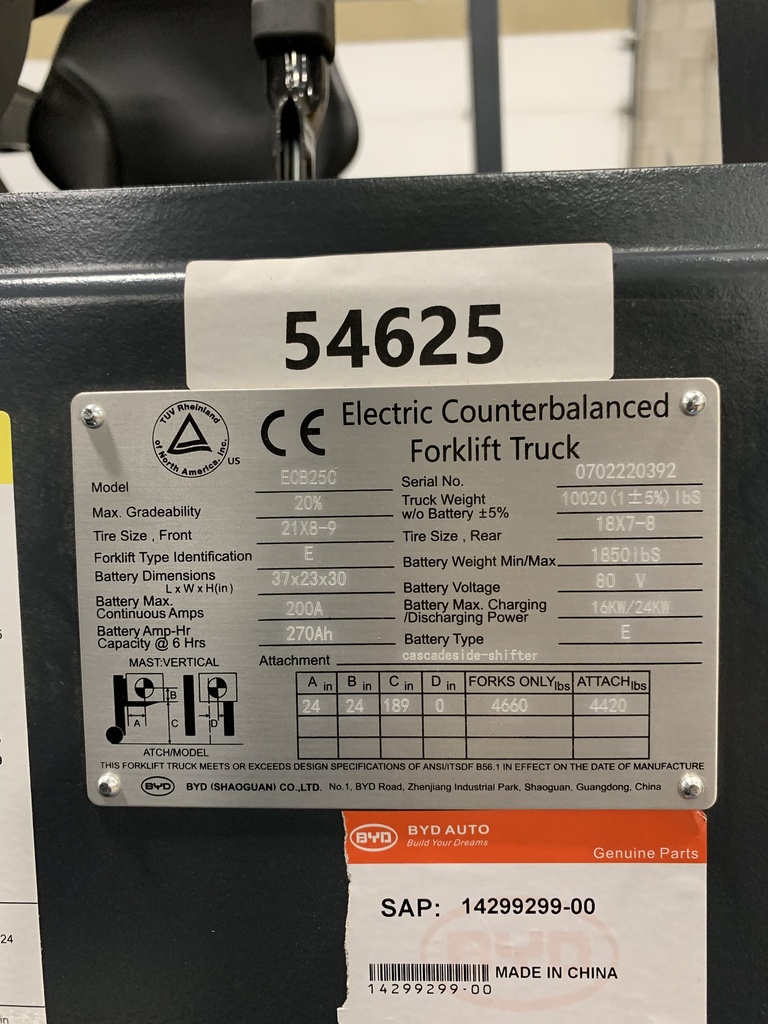 54625
TÜV Rheinland of North America, Inc.
US
CE
Electric Counterbalanced
Forklift Truck
Model ECB25C
Serial No. 0702220392
Max. Gradeability 20%
Truck Weight w/o Battery ±5% 10020(1±5%)lbS
Tire Size , Front 21X8-9
Tire Size , Rear 18X7-8
Forklift Type Identification E
Battery Weight Min/Max 1850lbS
Battery Dimensions L x W x H(in) 37x23x30
Battery Voltage 80 V
Battery Max. Continuous Amps 200A
Battery Max. Charging /Discharging Power 16KW/24KW
Battery Amp-Hr Capacity @ 6 Hrs 270Ah
Battery Type E
MAST:VERTICAL
Attachment cascadeside-shifter
A in B in C in D in FORKS ONLY lbs ATTACH lbs
24 24 189 0 4660 4420
A B C D
ATCH/MODEL
THIS FORKLIFT TRUCK MEETS OR EXCEEDS DESIGN SPECIFICATIONS OF ANSI/ITSDF B56.1 IN EFFECT ON THE DATE OF MANUFACTURE
BYD BYD (SHAOGUAN) CO.,LTD. No.1, BYD Road, Zhenjiang Industrial Park, Shaoguan, Guangdong, China
BYD BYD AUTO
Build Your Dreams
Genuine Parts
SAP: 14299299-00
BYD
MADE IN CHINA
14299299-00
24
in